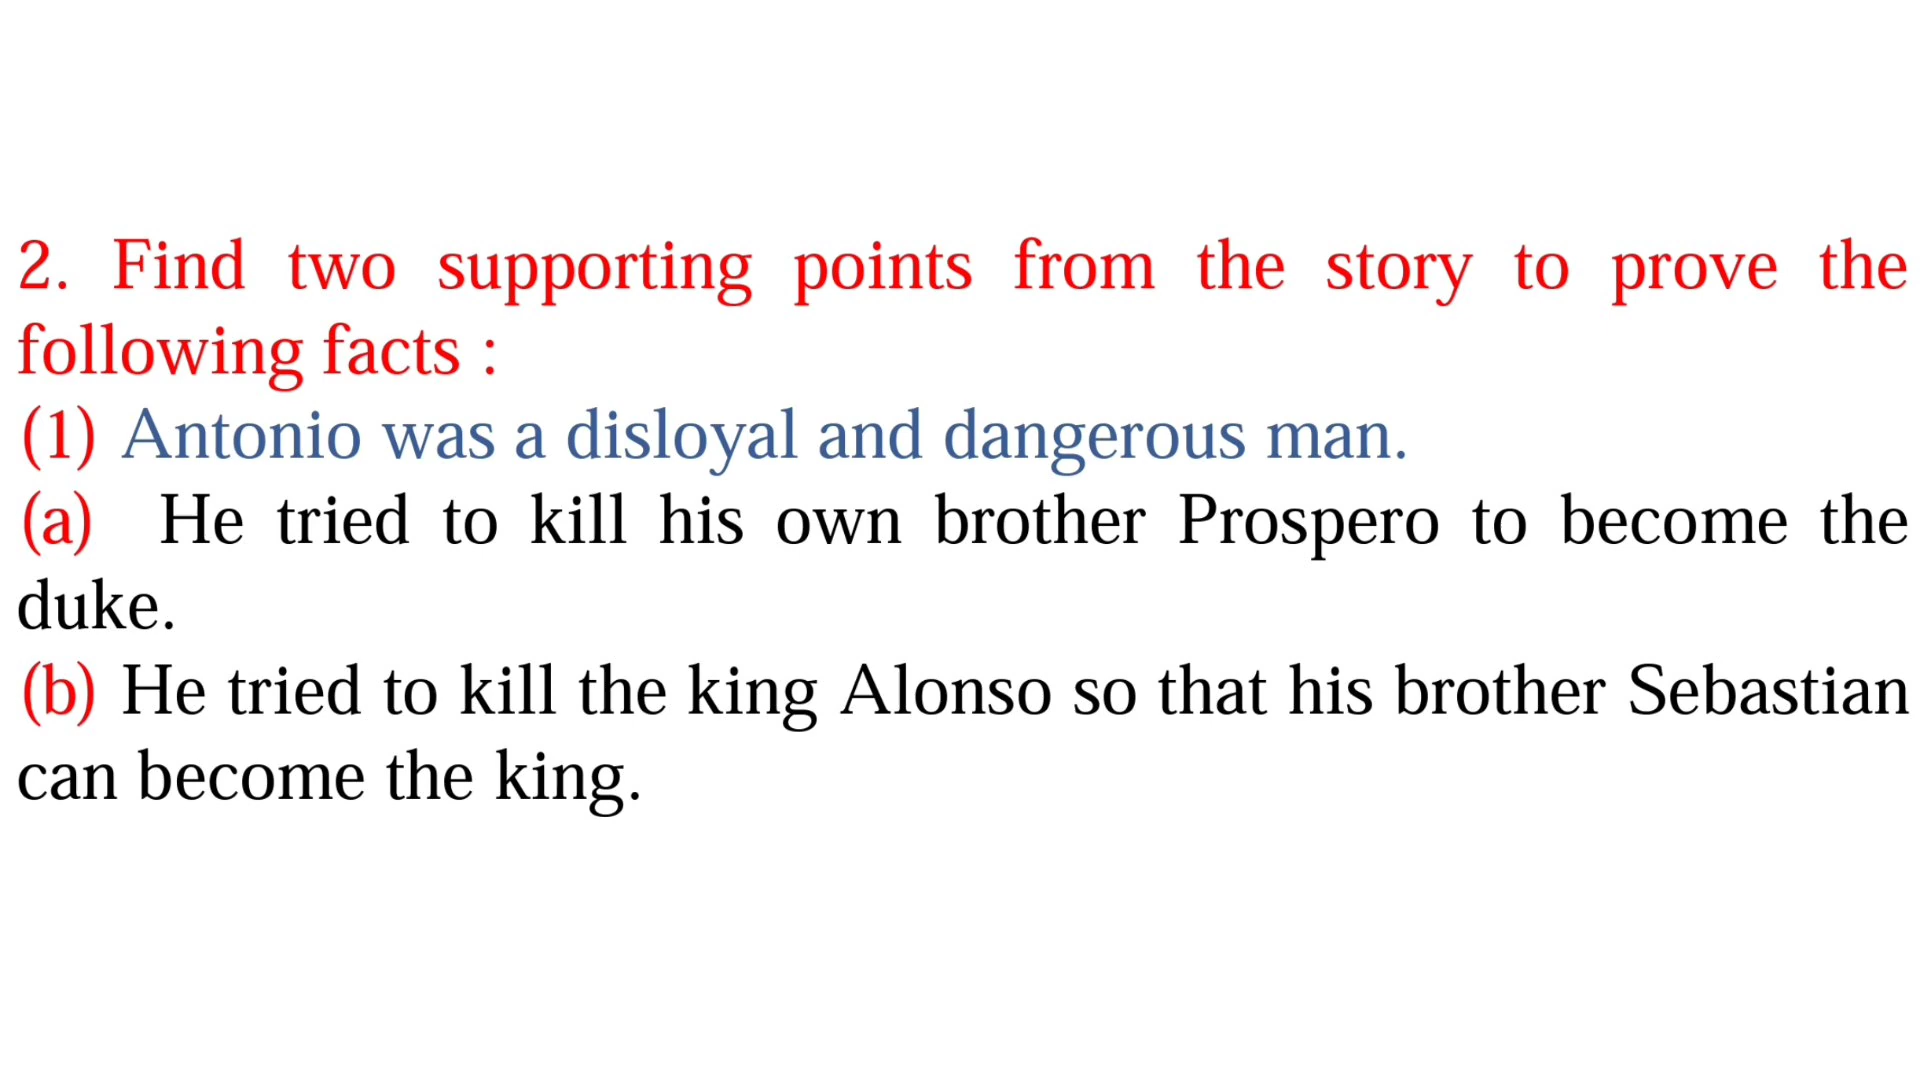 2. Find two supporting points from the story to prove the
following facts :
(1) Antonio was a disloyal and dangerous man.
(a) He tried to kill his own brother Prospero to become the
duke.
(b) He tried to kill the king Alonso so that his brother Sebastian
can become the king.